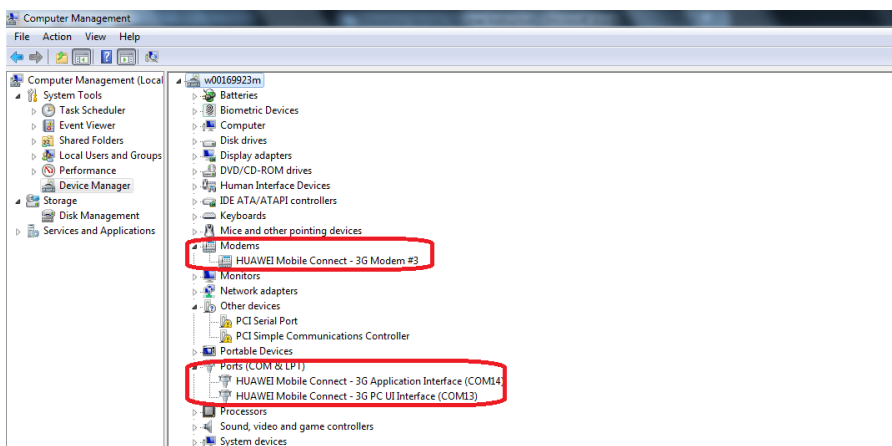 Computer Management
File Action View Help
Computer Management (Local
System Tools
Task Scheduler
Event Viewer
Shared Folders
Local Users and Groups
Performance
Device Manager
Storage
Disk Management
Services and Applications
w00169923m
Batteries
Biometric Devices
Computer
Disk drives
Display adapters
DVD/CD-ROM drives
Human Interface Devices
IDE ATA/ATAPI controllers
Keyboards
Mice and other pointing devices
Modems
HUAWEI Mobile Connect - 3G Modem #3
Monitors
Network adapters
Other devices
PCI Serial Port
PCI Simple Communications Controller
Portable Devices
Ports (COM & LPT)
HUAWEI Mobile Connect - 3G Application Interface (COM14)
HUAWEI Mobile Connect - 3G PC UI Interface (COM13)
Processors
Sound, video and game controllers
System devices